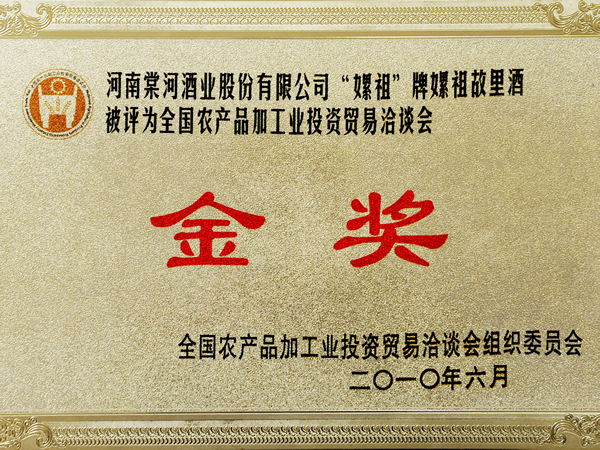 河南棠河酒业股份有限公司“嫘祖”牌嫘祖故里酒
被评为全国农产品加工业投资贸易洽谈会
金奖
全国农产品加工业投资贸易洽谈会组织委员会
二〇一〇年六月